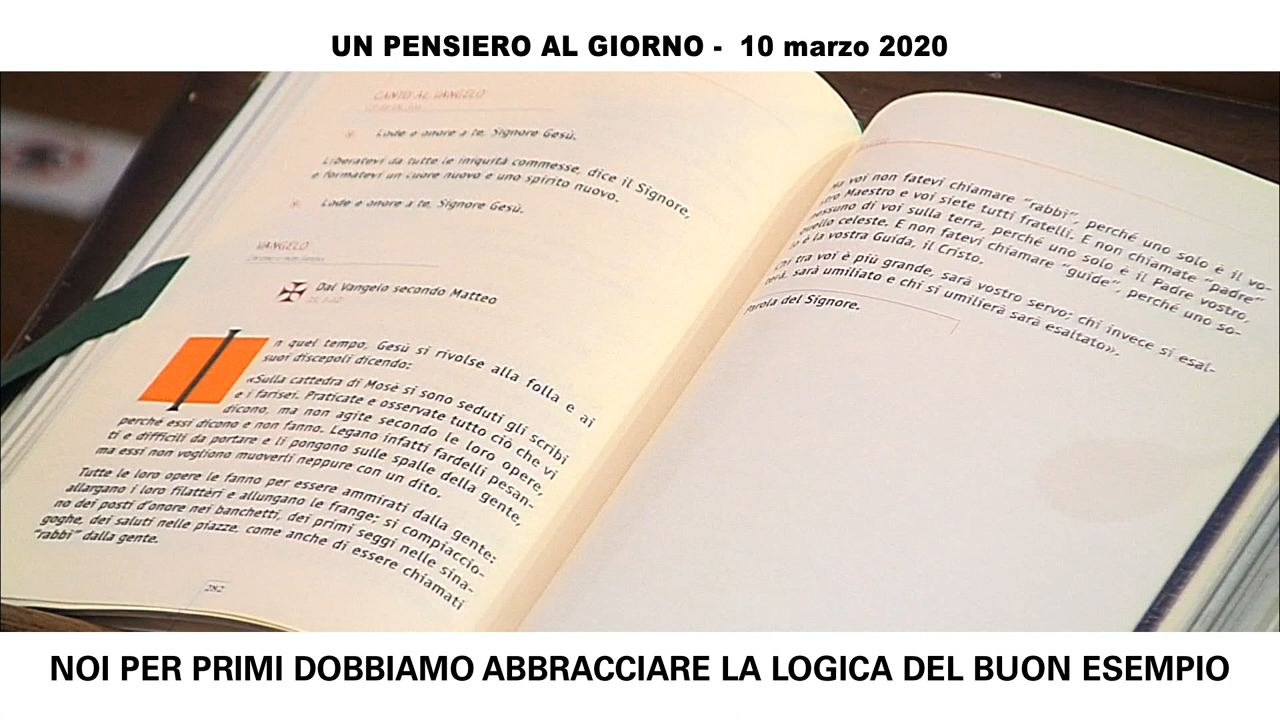 UN PENSIERO AL GIORNO - 10 marzo 2020
CANTO AL VANGELO
Lode e onore a te, Signore Gesù.
Liberatevi da tutte le iniquità commesse, dice il Signore,
e formatevi un cuore nuovo e uno spirito nuovo.
Lode e onore a te, Signore Gesù.
VANGELO
Dal Vangelo secondo Matteo
In quel tempo, Gesù si rivolse alla folla e ai
suoi discepoli dicendo:
«Sulla cattedra di Mosè si sono seduti gli scribi
e i farisei. Praticate e osservate tutto ciò che vi
dicono, ma non agite secondo le loro opere,
perché essi dicono e non fanno. Legano infatti fardelli pesan-
ti e difficili da portare e li pongono sulle spalle della gente,
ma essi non vogliono muoverli neppure con un dito.
Tutte le loro opere le fanno per essere ammirati dalla gente:
allargano i loro filattèri e allungano le frange; si compiaccio-
no dei posti d'onore nei banchetti, dei primi seggi nelle sina-
goghe, dei saluti nelle piazze, come anche di essere chiamati
"rabbì" dalla gente.
282
voi non fatevi chiamare "rabbì", perché uno solo è il vo-
Maestro e voi siete tutti fratelli. E non chiamate "padre"
nessuno di voi sulla terra, perché uno solo è il Padre vostro,
quello celeste. E non fatevi chiamare "guide", perché uno so-
è la vostra Guida, il Cristo.
Chi tra voi è più grande, sarà vostro servo; chi invece si esal-
sarà umiliato e chi si umilierà sarà esaltato».
Parola del Signore.
NOI PER PRIMI DOBBIAMO ABBRACCIARE LA LOGICA DEL BUON ESEMPIO